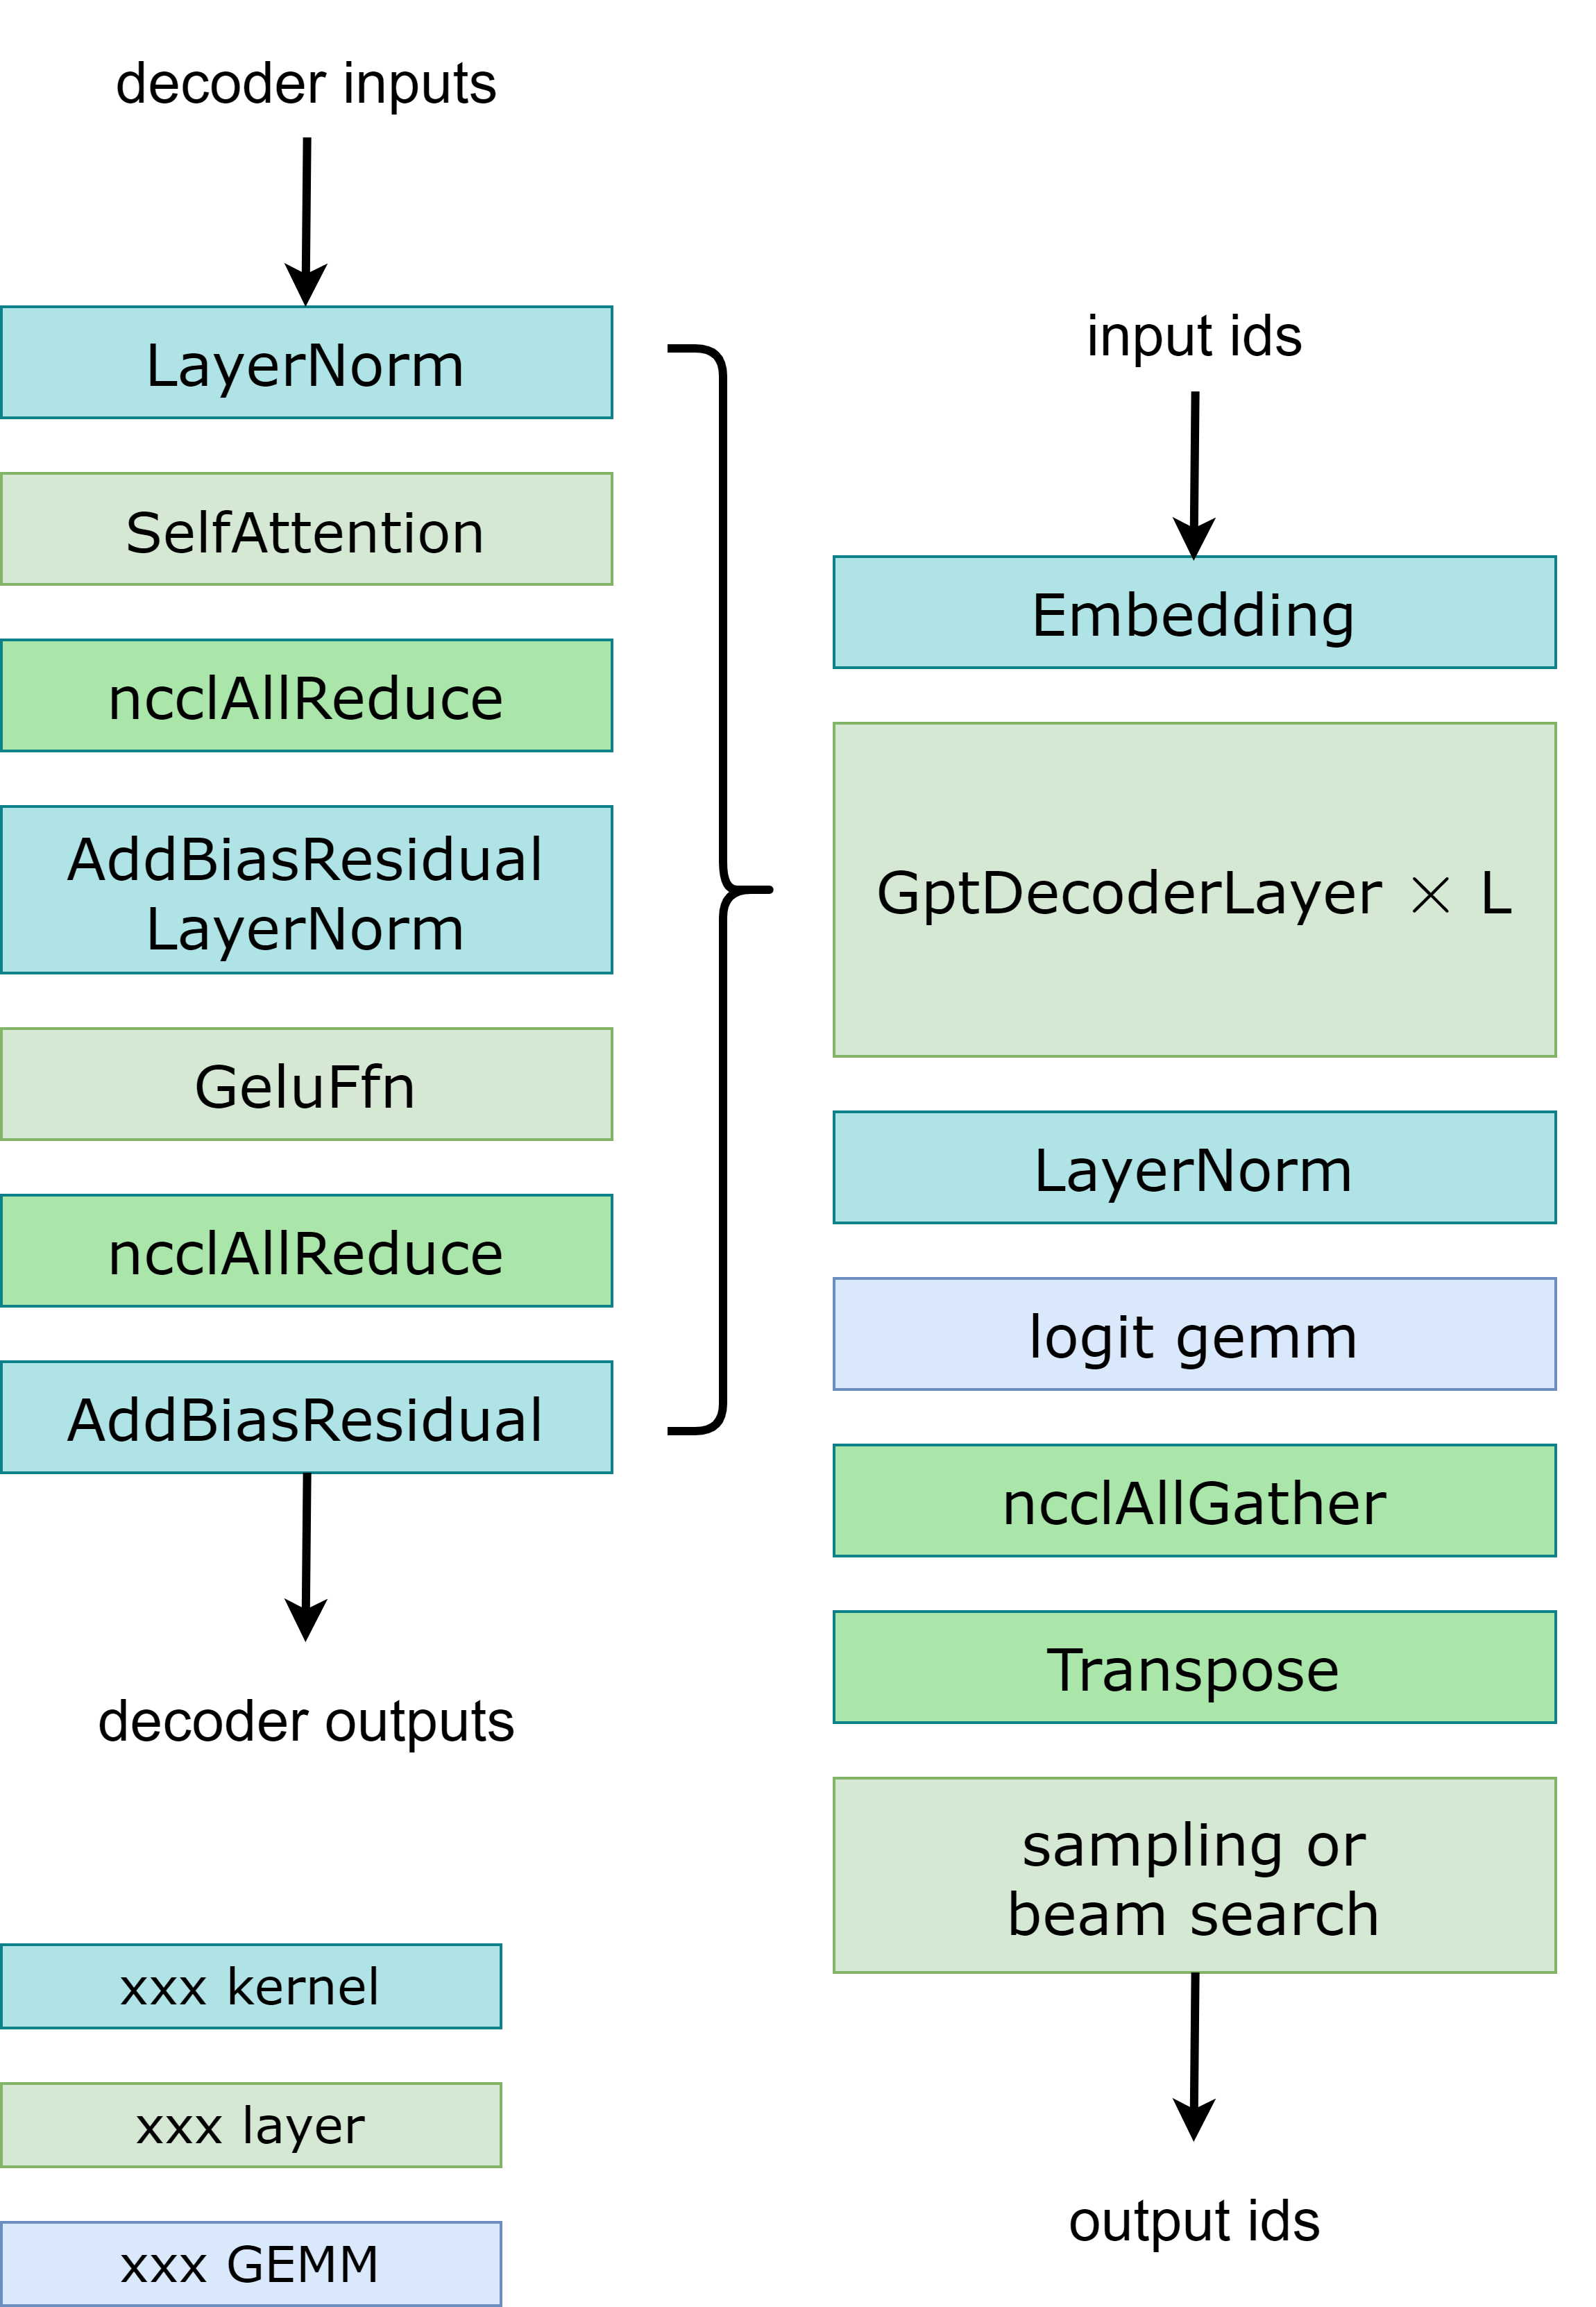 decoder inputs
LayerNorm
SelfAttention
ncclAllReduce
AddBiasResidual
LayerNorm
GeluFfn
ncclAllReduce
AddBiasResidual
decoder outputs
xxx kernel
xxx layer
xxx GEMM
input ids
Embedding
GptDecoderLayer × L
LayerNorm
logit gemm
ncclAllGather
Transpose
sampling or
beam search
output ids